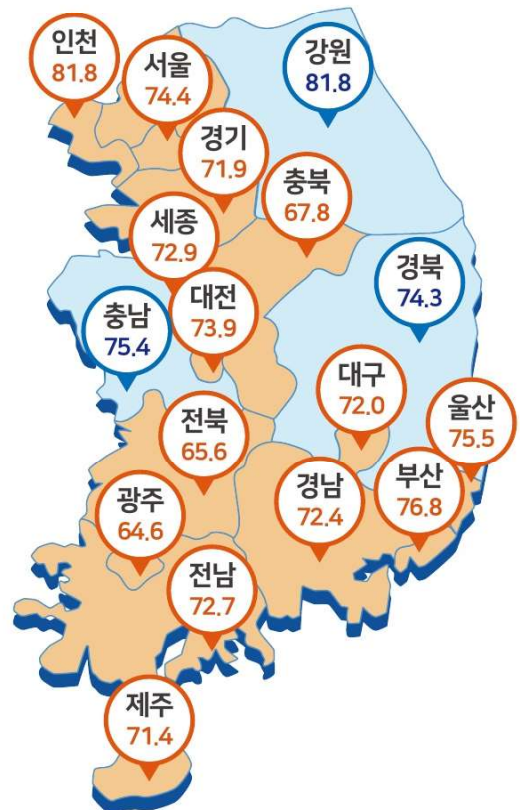 인천
81.8
서울
74.4
강원
81.8
경기
71.9
충북
67.8
세종
72.9
경북
74.3
대전
73.9
충남
75.4
대구
72.0
울산
75.5
전북
65.6
경남
72.4
부산
76.8
광주
64.6
전남
72.7
제주
71.4